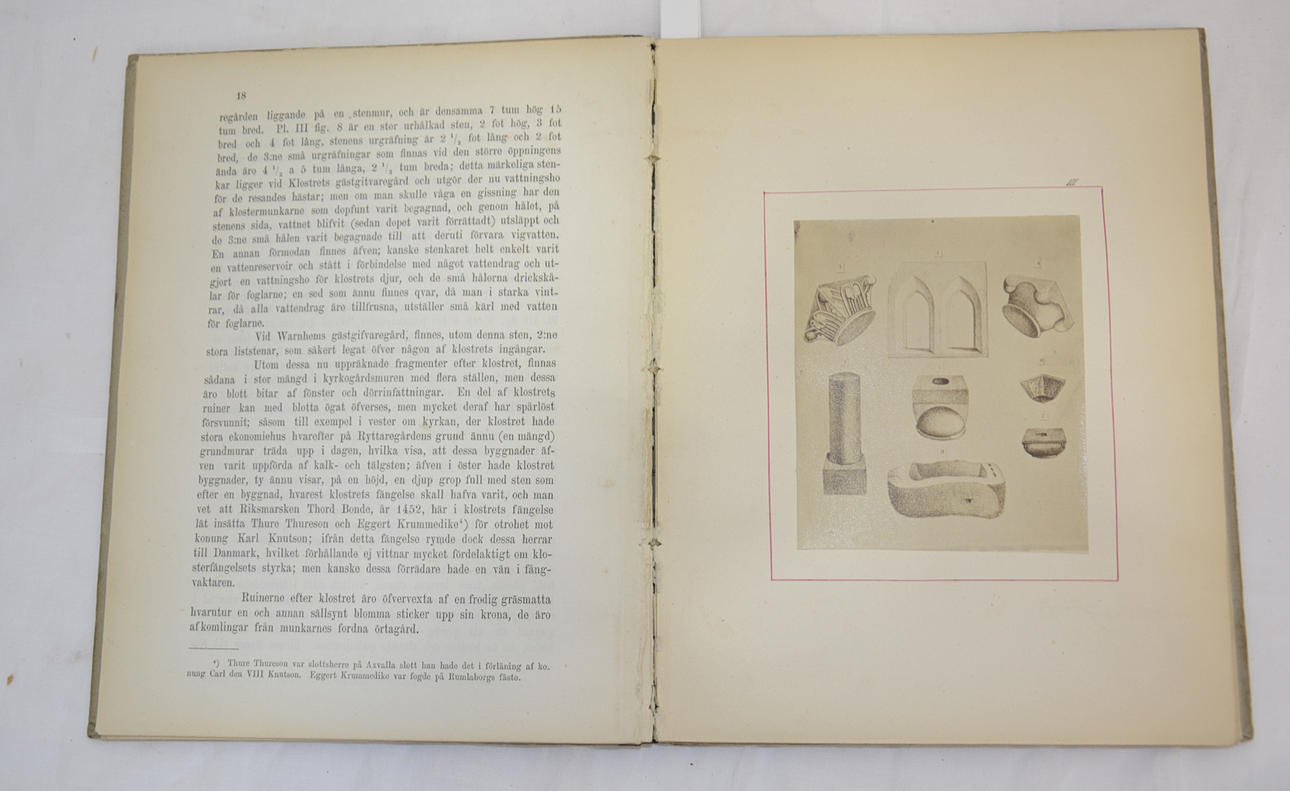 18
regården liggande på en stenmur, och är densamma 7 tum hög 15
tum bred. Pl. III fig. 8 är en stor urhålkad sten, 2 fot hög, 3 fot
bred och 4 fot lång, stenens urgräfning är 2 1/2 fot lång och 2 fot
bred, de 3:ne små urgräfningar som finnas vid den större öppningens
ända äro 4 1/2 a 5 tum långa, 2 1/2 tum breda; detta märkeliga sten-
kar ligger vid Klostrets gästgitvaregård och utgör der nu vattningsho
för de resandes hästar; men om man skulle våga en gissning har den
af klostermunkarne som dopfunt varit begagnad, och genom hålet, på
stenens sida, vattnet blifvit (sedan dopet varit förrättadt) utsläppt och
de 3:ne små hålen varit begagnade till att deruti förvara vigvatten.
En annan förmodan finnes äfven; kanske stenkaret helt enkelt varit
en vattenreservoir och stått i förbindelse med något vattendrag och ut-
gjort en vattningsho för klostrets djur, och de små hålorna drickskå-
lar för foglarne; en sed som ännu finnes qvar, då man i starka vint-
rar, då alla vattendrag äro tillfrusna, utställer små kärl med vatten
för foglarne.
Vid Warnhems gästgifvaregård, finnes, utom denna sten, 2:ne
stora liststenar, som säkert legat öfver någon af klostrets ingångar.
Utom dessa nu uppräknade fragmenter efter klostret, finnas
sådana i stor mängd i kyrkogårdsmuren med flera ställen, men dessa
äro blott bitar af fönster och dörrinfattningar. En del af klostrets
ruiner kan med blotta ögat öfverses, men mycket deraf har spårlöst
försvunnit; såsom till exempel i vester om kyrkan, der klostret hade
stora ekonomiehus hvarefter på Ryttaregårdens grund ännu (en mängd)
grundmurar träda upp i dagen, hvilka visa, att dessa byggnader äf-
ven varit uppförda af kalk- och tälgsten; äfven i öster hade klostret
byggnader, ty ännu visar, på en höjd, en djup grop full med sten som
efter en byggnad, hvarest klostrets fängelse skall hafva varit, och man
vet att Riksmarsken Thord Bonde, år 1452, här i klostrets fängelse
lät insätta Thure Thureson och Eggert Krummedike*) för otrohet mot
konung Karl Knutson; ifrån detta fängelse rymde dock dessa herrar
till Danmark, hvilket förhållande ej vittnar mycket fördelaktigt om klo-
sterfängelsets styrka; men kanske dessa förrädare hade en vän i fång-
vaktaren.
Ruinerne efter klostret äro öfvervexta af en frodig gräsmatta
hvarutur en och annan sällsynt blomma sticker upp sin krona, de äro
afkomlingar från munkarnes fordna örtagård.
*) Thure Thureson var slottsherre på Axvalla slott han hade det i förläning af ko-
nung Carl den VIII Knutson. Eggert Krummedike var fogde på Rumlaborgs fäste.
III